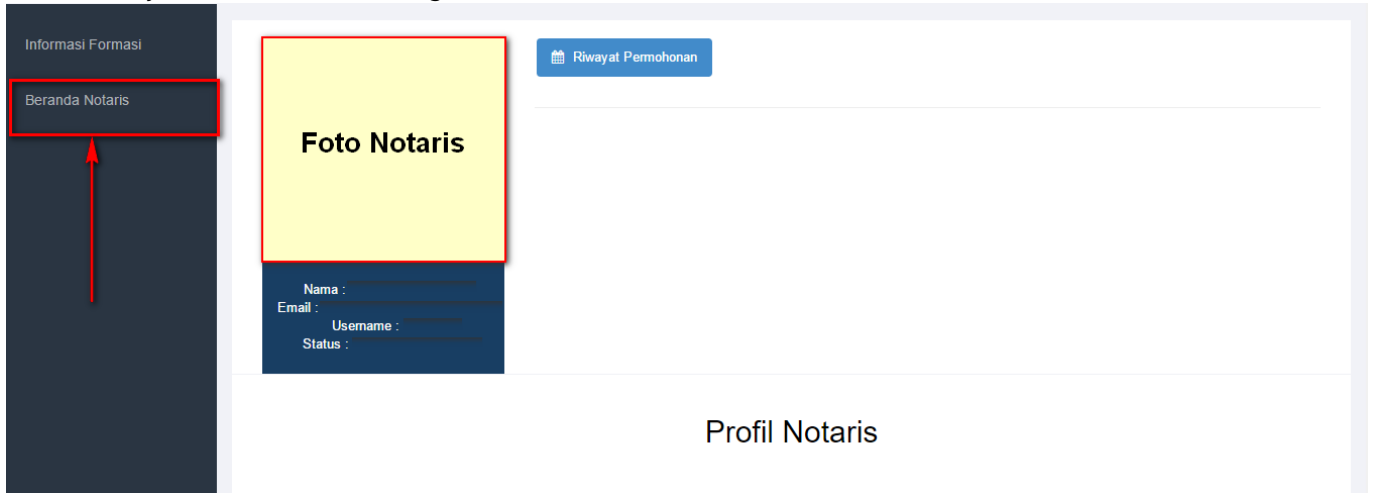 Informasi Formasi
Beranda Notaris
Riwayat Permohonan
Foto Notaris
Nama :
Email :
Username :
Status :
Profil Notaris